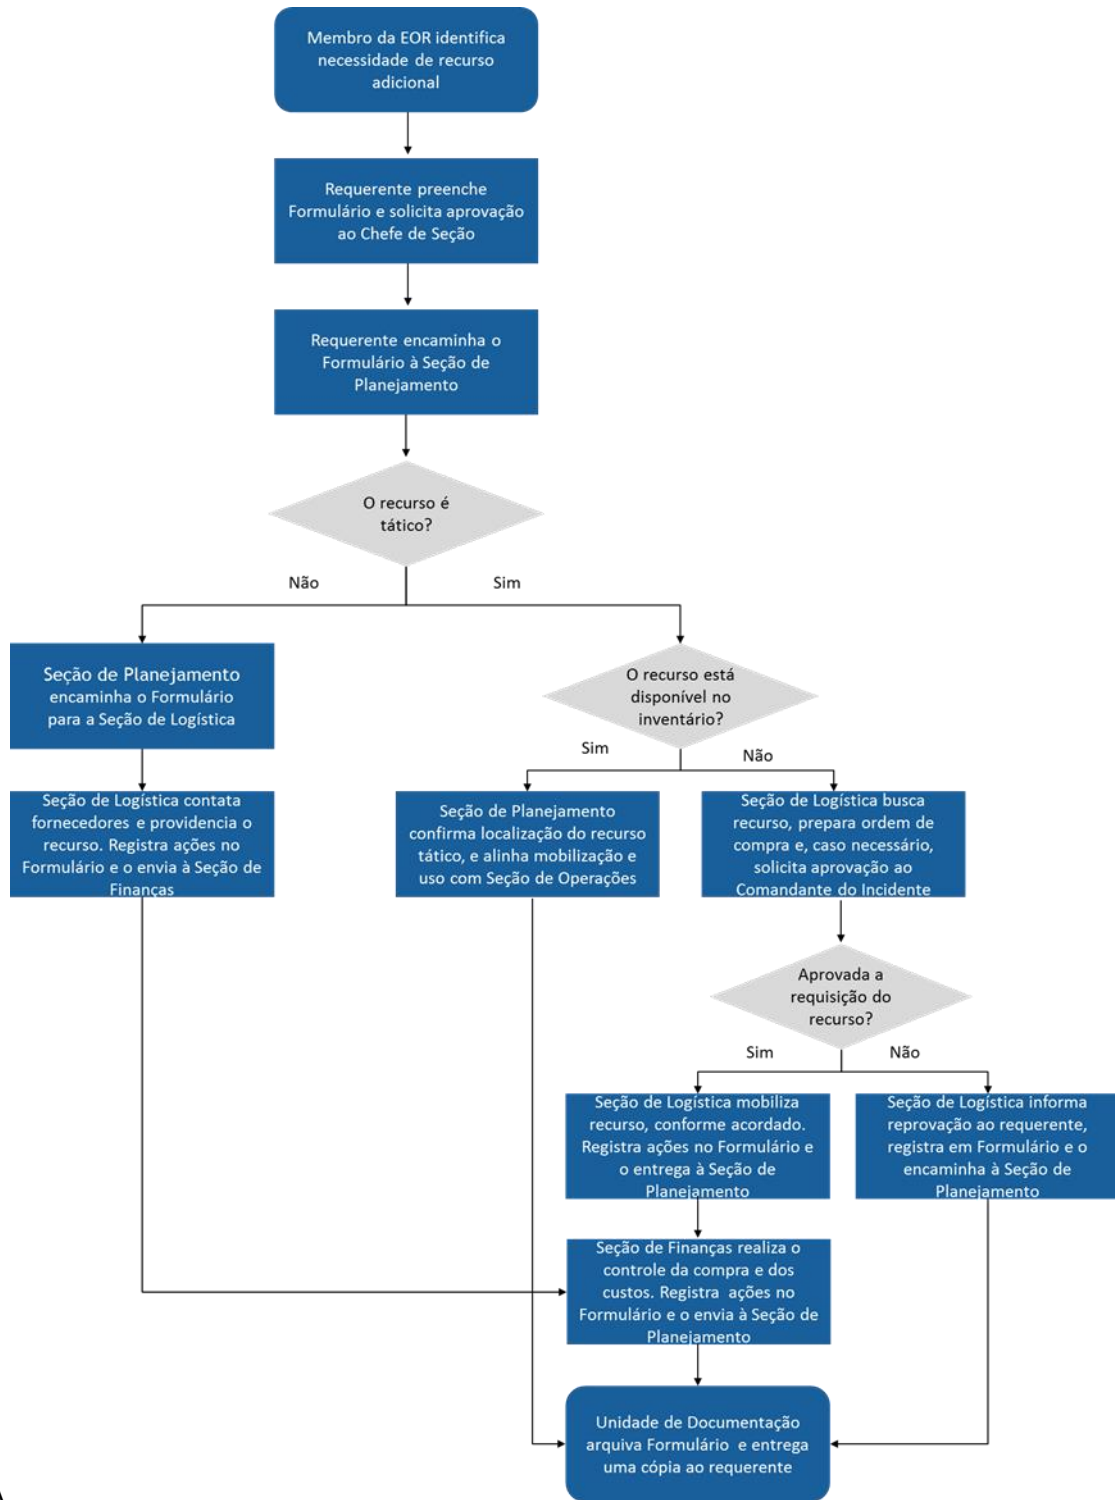 Membro da EOR identifica
necessidade de recurso
adicional
Requerente preenche
Formulário e solicita aprovação
ao Chefe de Seção
Requerente encaminha o
Formulário à Seção de
Planejamento
O recurso é
tático?
Não
Sim
Seção de Planejamento
encaminha o Formulário
para a Seção de Logística
O recurso está
disponível no
inventário?
Sim
Não
Seção de Logística contata
fornecedores e providencia o
recurso. Registra ações no
Formulário e o envia à Seção de
Finanças
Seção de Planejamento
confirma localização do recurso
tático, e alinha mobilização e
uso com Seção de Operações
Seção de Logística busca
recurso, prepara ordem de
compra e, caso necessário,
solicita aprovação ao
Comandante do Incidente
Aprovada a
requisição do
recurso?
Sim
Não
Seção de Logística mobiliza
recurso, conforme acordado.
Registra ações no Formulário e
o entrega à Seção de
Planejamento
Seção de Logística informa
reprovação ao requerente,
registra em Formulário e o
encaminha à Seção de
Planejamento
Seção de Finanças realiza o
controle da compra e dos
custos. Registra ações no
Formulário e o envia à Seção de
Planejamento
Unidade de Documentação
arquiva Formulário e entrega
uma cópia ao requerente